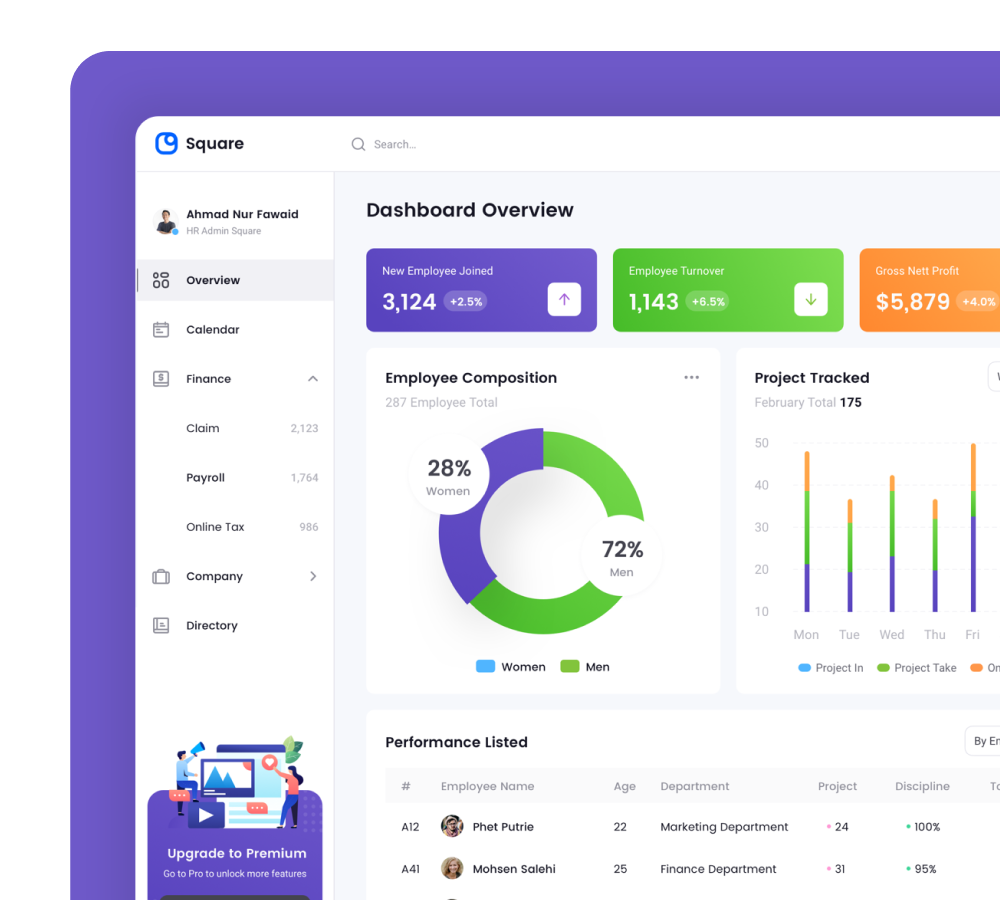 Square
Search...
Ahmad Nur Fawaid
HR Admin Square
Overview
Calendar
Finance
Claim 2,123
Payroll 1,764
Online Tax 986
Company
Directory
Upgrade to Premium
Go to Pro to unlock more features
Dashboard Overview
New Employee Joined
3,124 +2.5%
Employee Turnover
1,143 +6.5%
Gross Nett Profit
$5,879 +4.0%
Employee Composition
287 Employee Total
28%
Women
72%
Men
Women Men
Project Tracked
February Total 175
50
40
30
20
10
Mon Tue Wed Thu Fri
Project In Project Take
Performance Listed
By
# Employee Name Age Department Project Discipline
A12 Phet Putrie 22 Marketing Department 24 100%
A41 Mohsen Salehi 25 Finance Department 31 95%